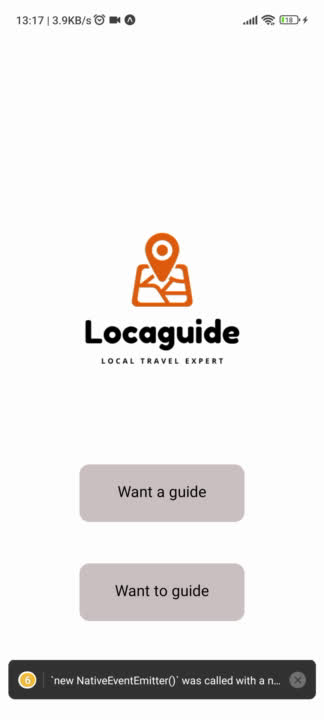 13:17 | 3.9KB/s
18
Locaguide
LOCAL TRAVEL EXPERT
Want a guide
Want to guide
6 `new NativeEventEmitter()` was called with a n...